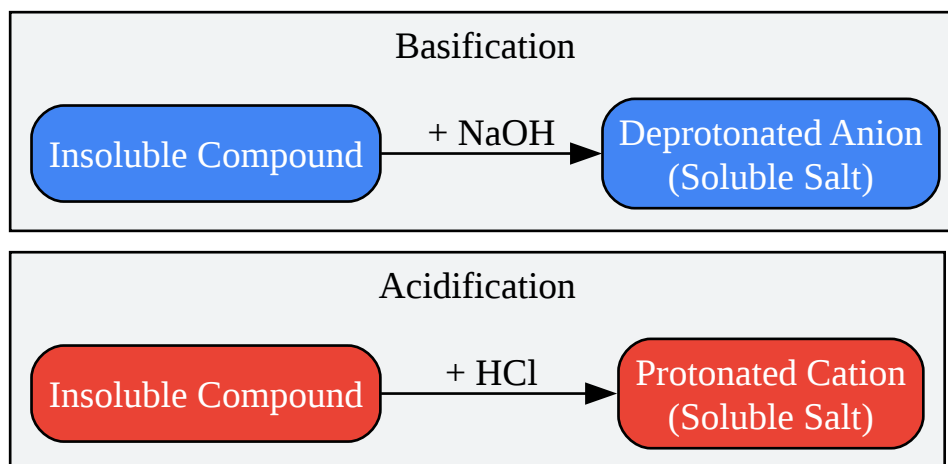 Basification
Insoluble Compound
+ NaOH
Deprotonated Anion
(Soluble Salt)
Acidification
Insoluble Compound
+ HCl
Protonated Cation
(Soluble Salt)